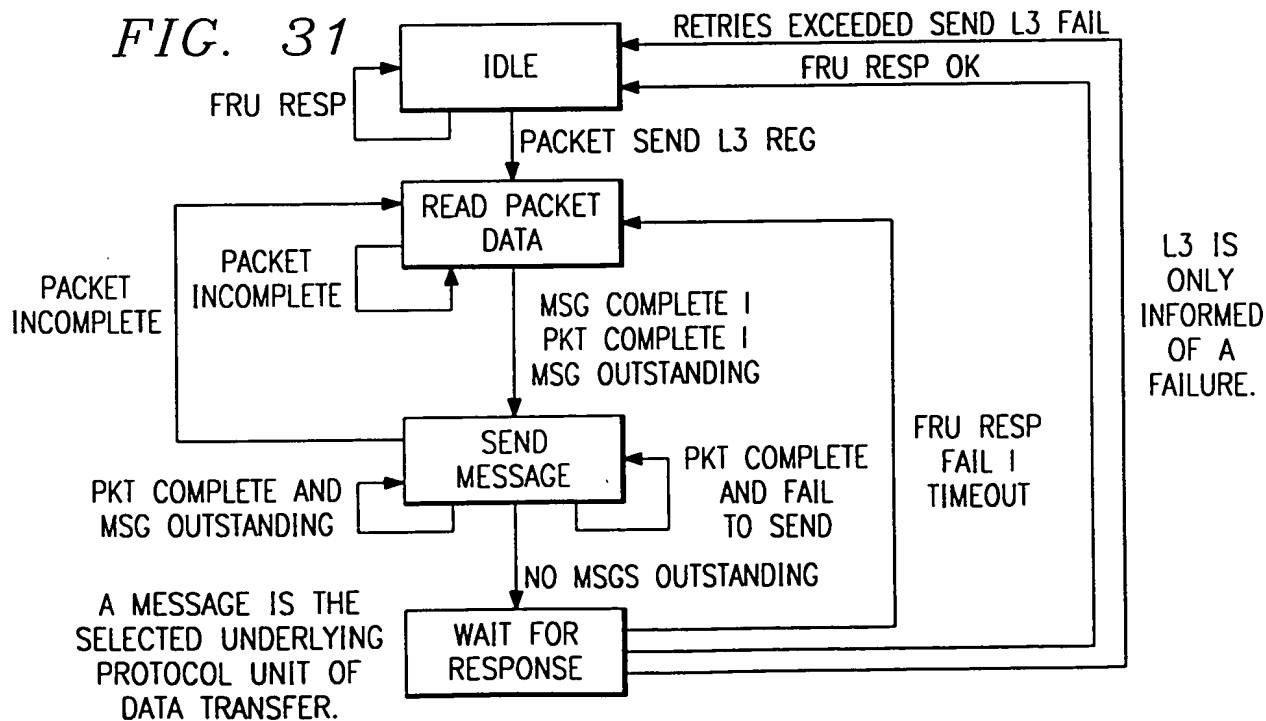 FIG. 31
RETRIES EXCEEDED SEND L3 FAIL
IDLE
FRU RESP OK
FRU RESP
PACKET SEND L3 REG
READ PACKET
DATA
PACKET
INCOMPLETE
PACKET
INCOMPLETE
MSG COMPLETE I
PKT COMPLETE I
MSG OUTSTANDING
L3 IS
ONLY
INFORMED
OF A
FAILURE.
SEND
MESSAGE
PKT COMPLETE AND
MSG OUTSTANDING
PKT COMPLETE
AND FAIL
TO SEND
FRU RESP
FAIL I
TIMEOUT
NO MSGS OUTSTANDING
A MESSAGE IS THE
SELECTED UNDERLYING
PROTOCOL UNIT OF
DATA TRANSFER.
WAIT FOR
RESPONSE